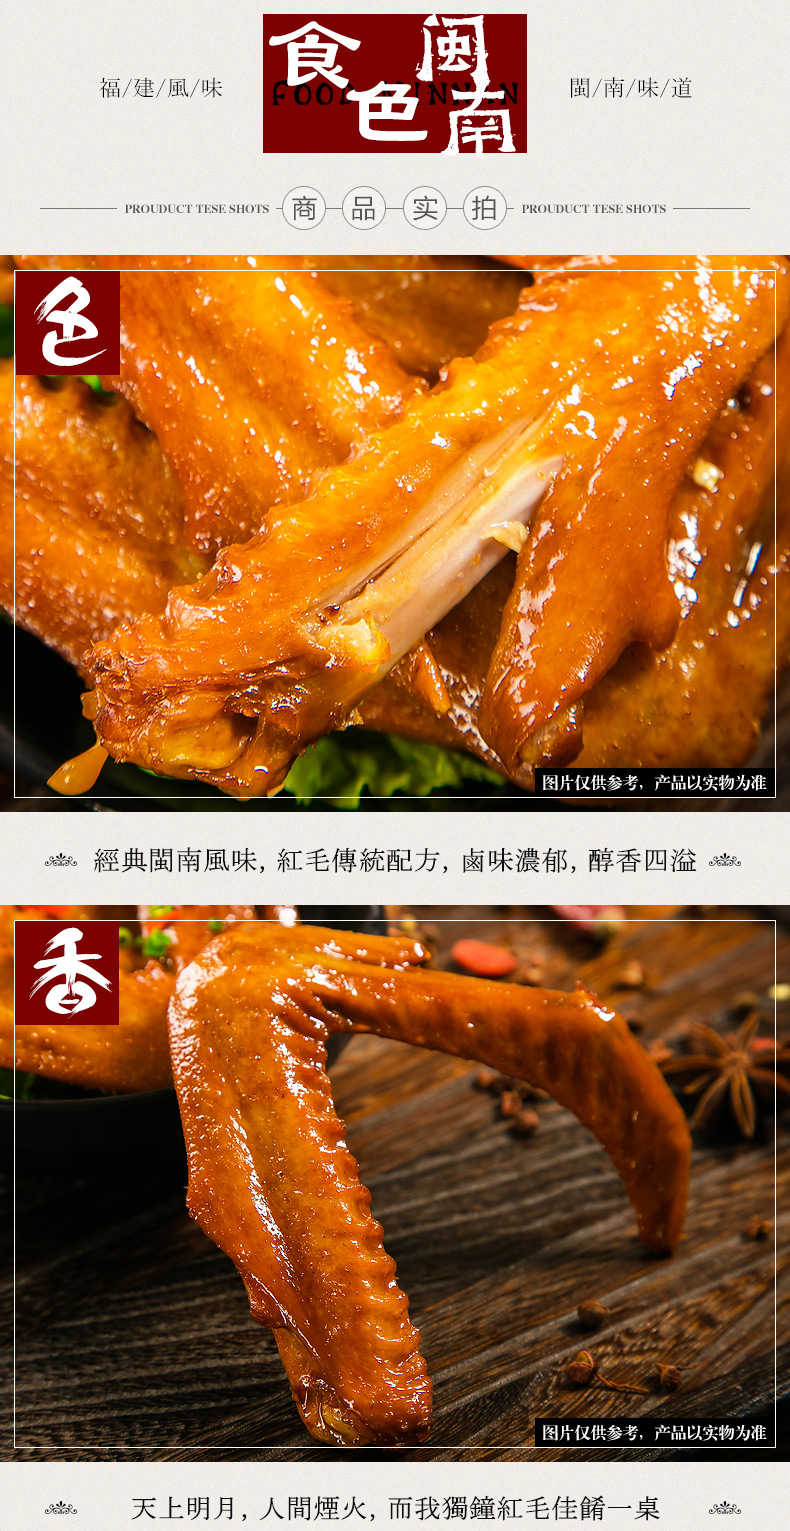 福/建/風/味
食色閩南
FOOD MINNAN
閩/南/味/道
PROUDUCT TESE SHOTS 商品实拍 PROUDUCT TESE SHOTS
色
图片仅供参考，产品以实物为准
經典閩南風味, 紅毛傳統配方, 鹵味濃郁, 醇香四溢
香
图片仅供参考，产品以实物为准
天上明月, 人間煙火, 而我獨鐘紅毛佳餚一桌